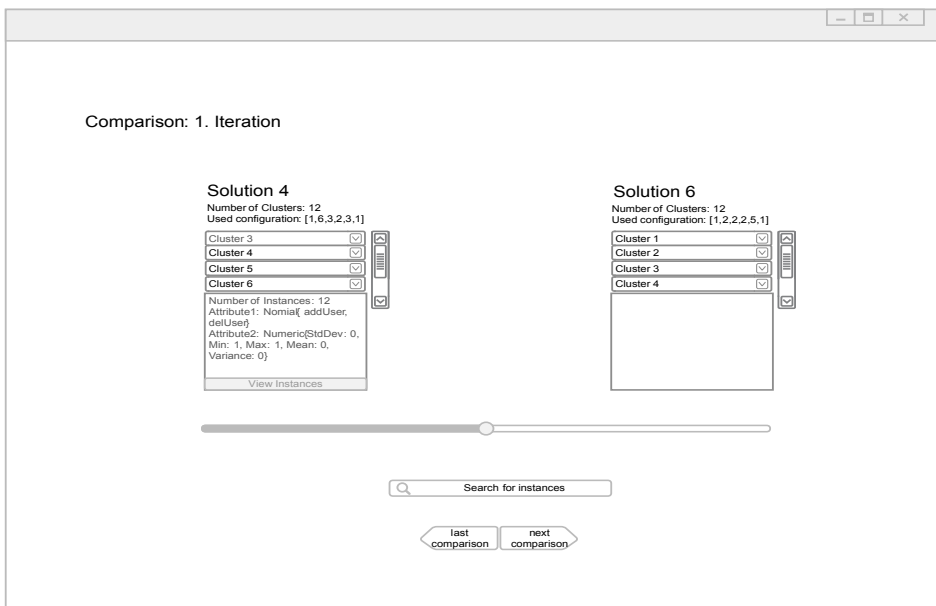 Comparison: 1. Iteration
Solution 4
Number of Clusters: 12
Used configuration: [1,6,3,2,3,1]
Cluster 3
Cluster 4
Cluster 5
Cluster 6
Number of Instances: 12
Attribute1: Nomial{ addUser,
delUser}
Attribute2: Numeric{StdDev: 0,
Min: 1, Max: 1, Mean: 0,
Variance: 0}
View Instances
Solution 6
Number of Clusters: 12
Used configuration: [1,2,2,2,5,1]
Cluster 1
Cluster 2
Cluster 3
Cluster 4
Search for instances
last
comparison
next
comparison